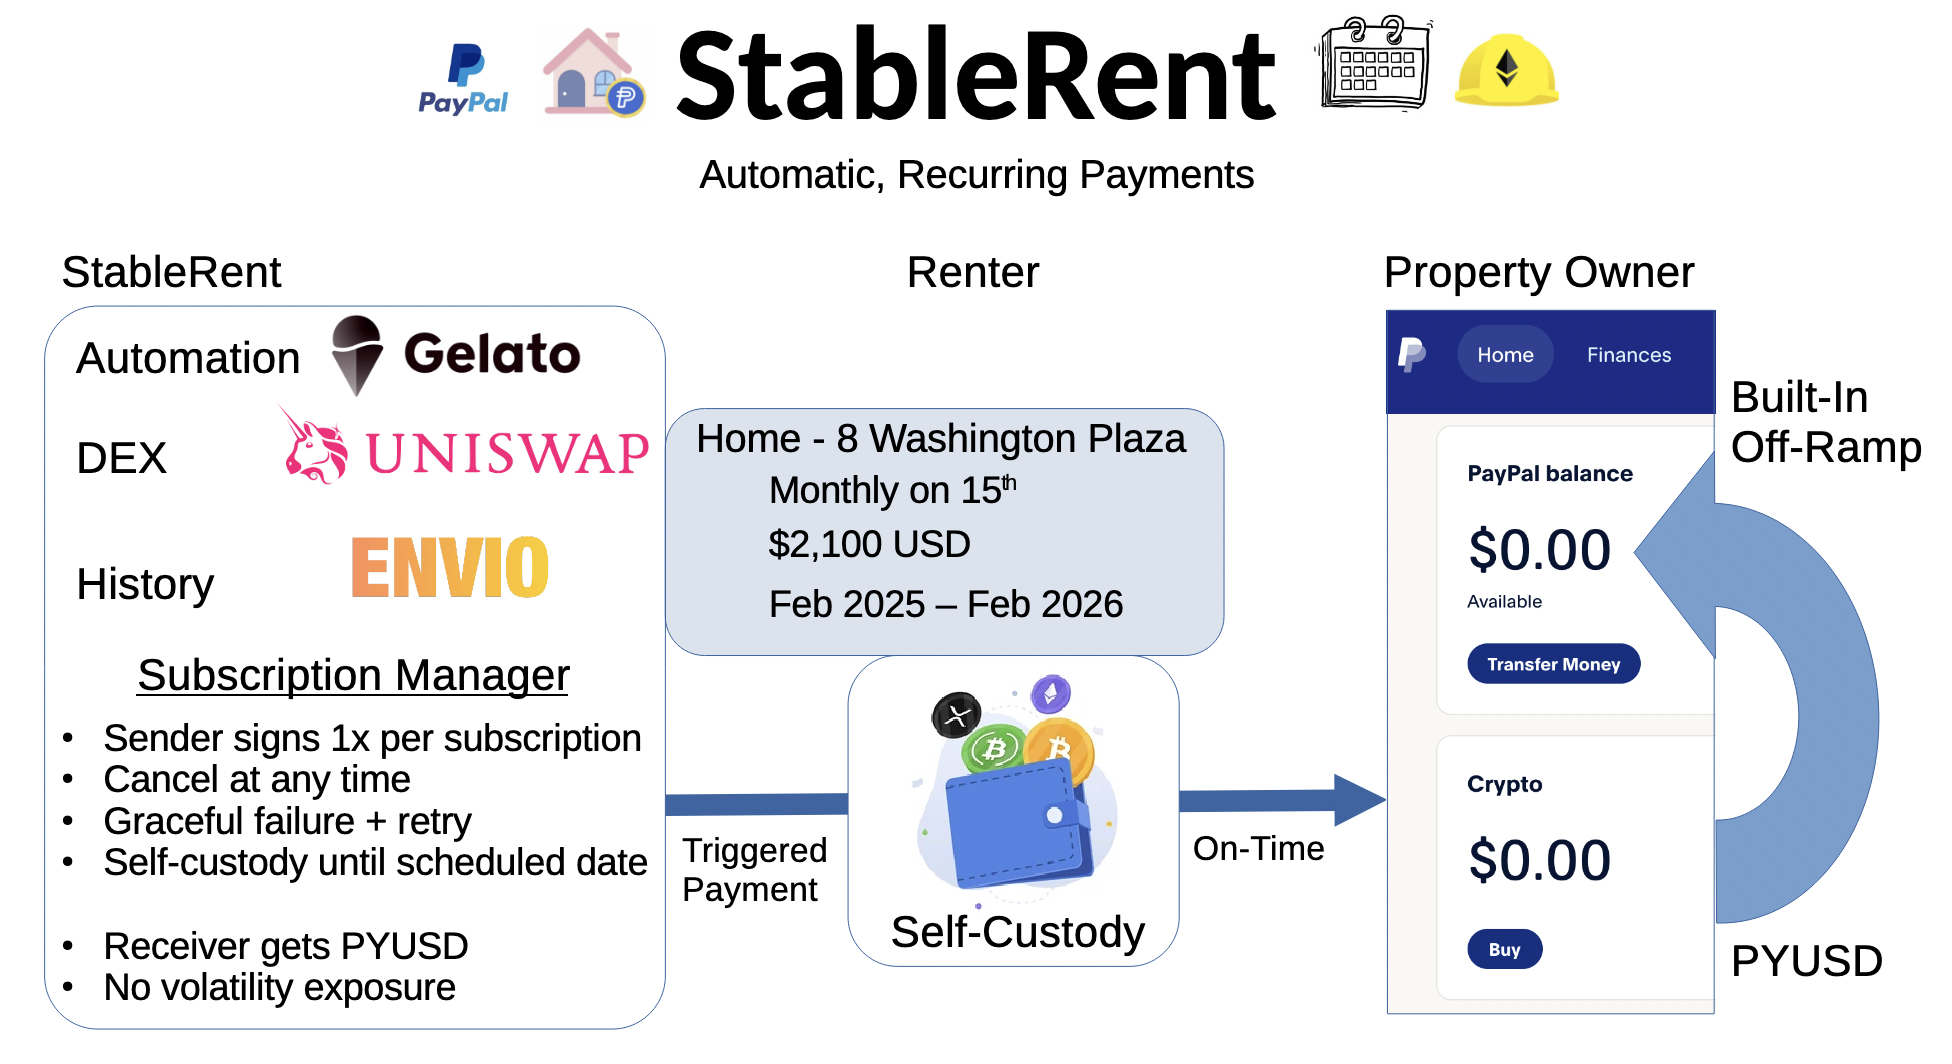 PayPal
StableRent
Automatic, Recurring Payments
StableRent
Automation
Gelato
DEX
UNISWAP
History
ENVIO
Subscription Manager
• Sender signs 1x per subscription
• Cancel at any time
• Graceful failure + retry
• Self-custody until scheduled date
• Receiver gets PYUSD
• No volatility exposure
Renter
Home - 8 Washington Plaza
Monthly on 15th
$2,100 USD
Feb 2025 – Feb 2026
Triggered
Payment
Self-Custody
On-Time
Property Owner
Home
Finances
PayPal balance
$0.00
Available
Transfer Money
Crypto
$0.00
Buy
Built-In
Off-Ramp
PYUSD